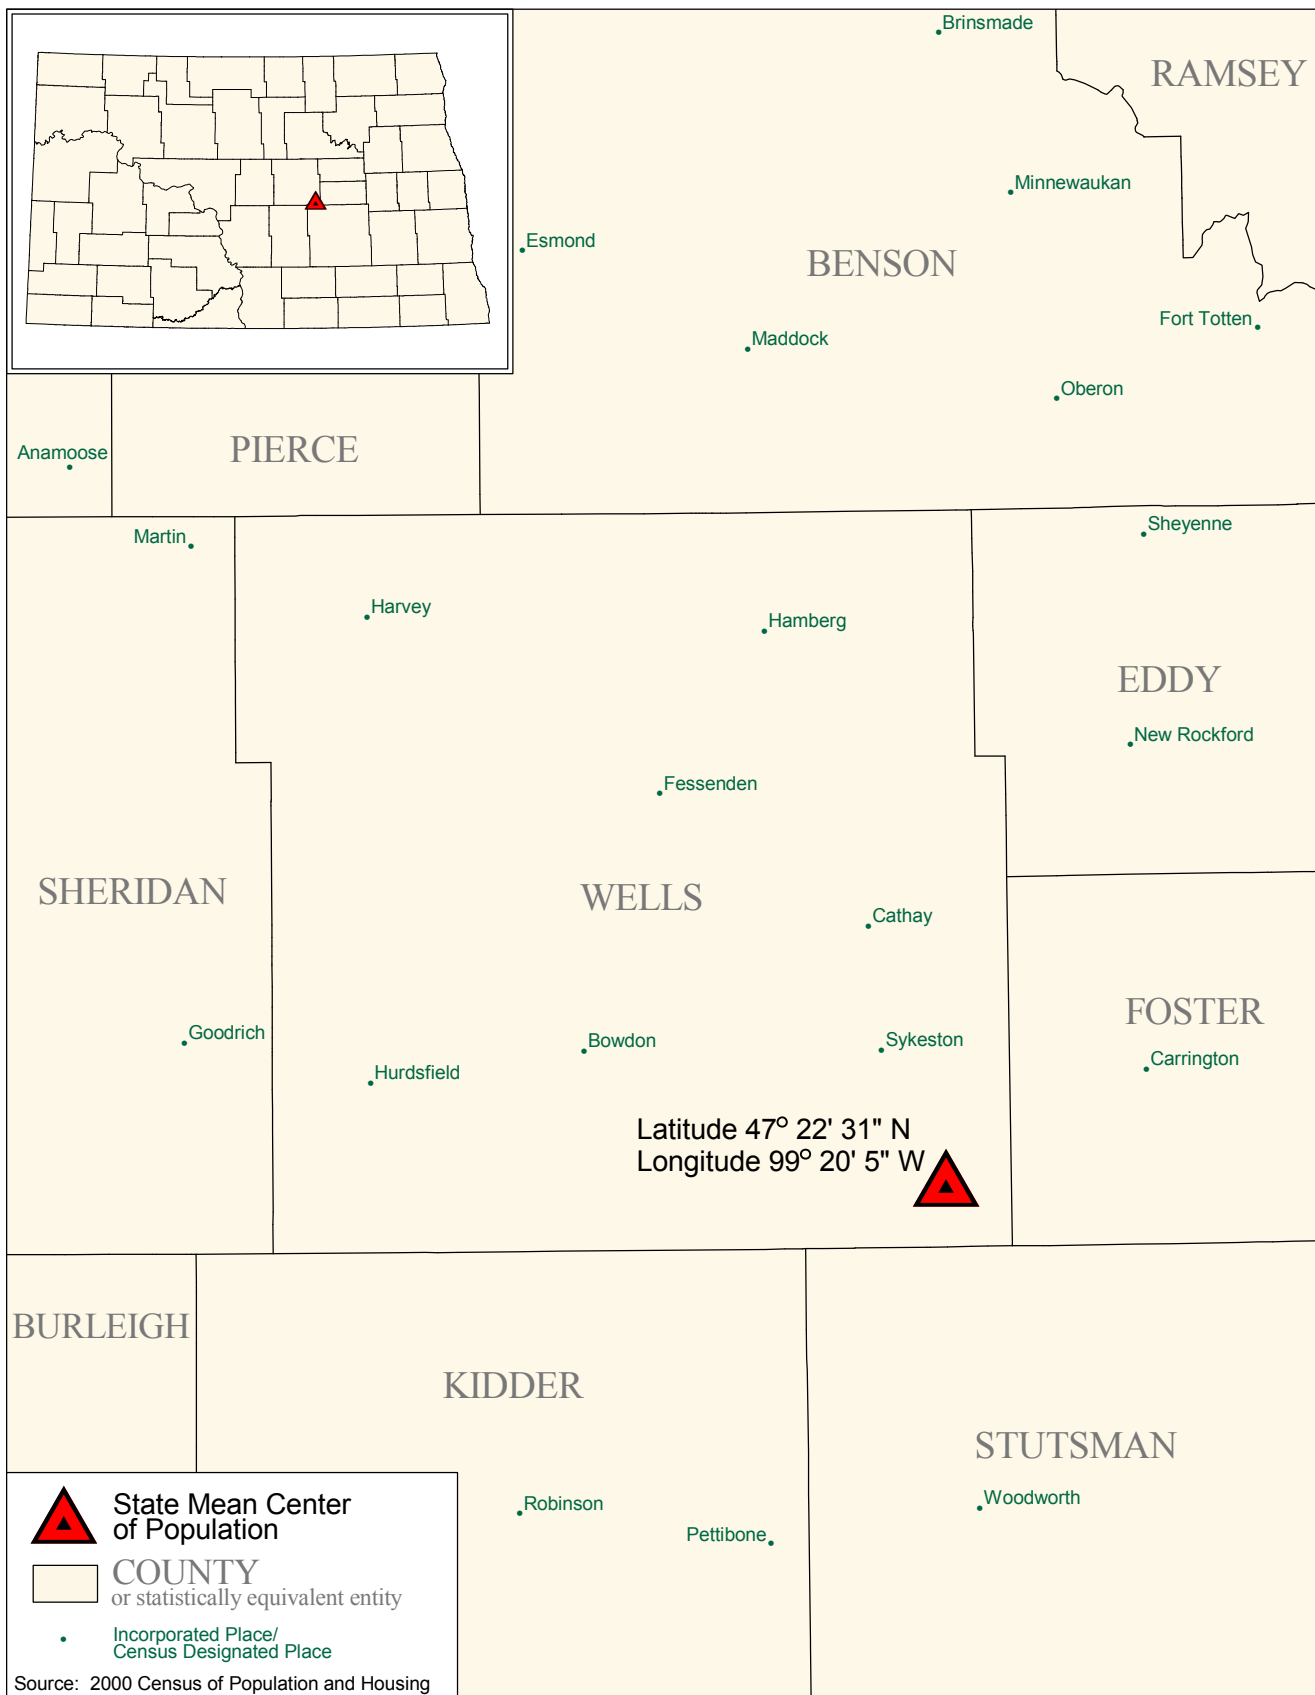 Brinsmade
RAMSEY
Minnewaukan
Esmond
BENSON
Fort Totten
Maddock
Oberon
Anamoose
PIERCE
Martin
Sheyenne
Harvey
Hamberg
EDDY
New Rockford
Fessenden
SHERIDAN
WELLS
Cathay
FOSTER
Goodrich
Bowdon
Sykeston
Carrington
Hurdsfield
Latitude 47° 22' 31" N
Longitude 99° 20' 5" W
BURLEIGH
KIDDER
STUTSMAN
Woodworth
Robinson
Pettibone
State Mean Center
of Population
COUNTY
or statistically equivalent entity
Incorporated Place/
Census Designated Place
Source: 2000 Census of Population and Housing